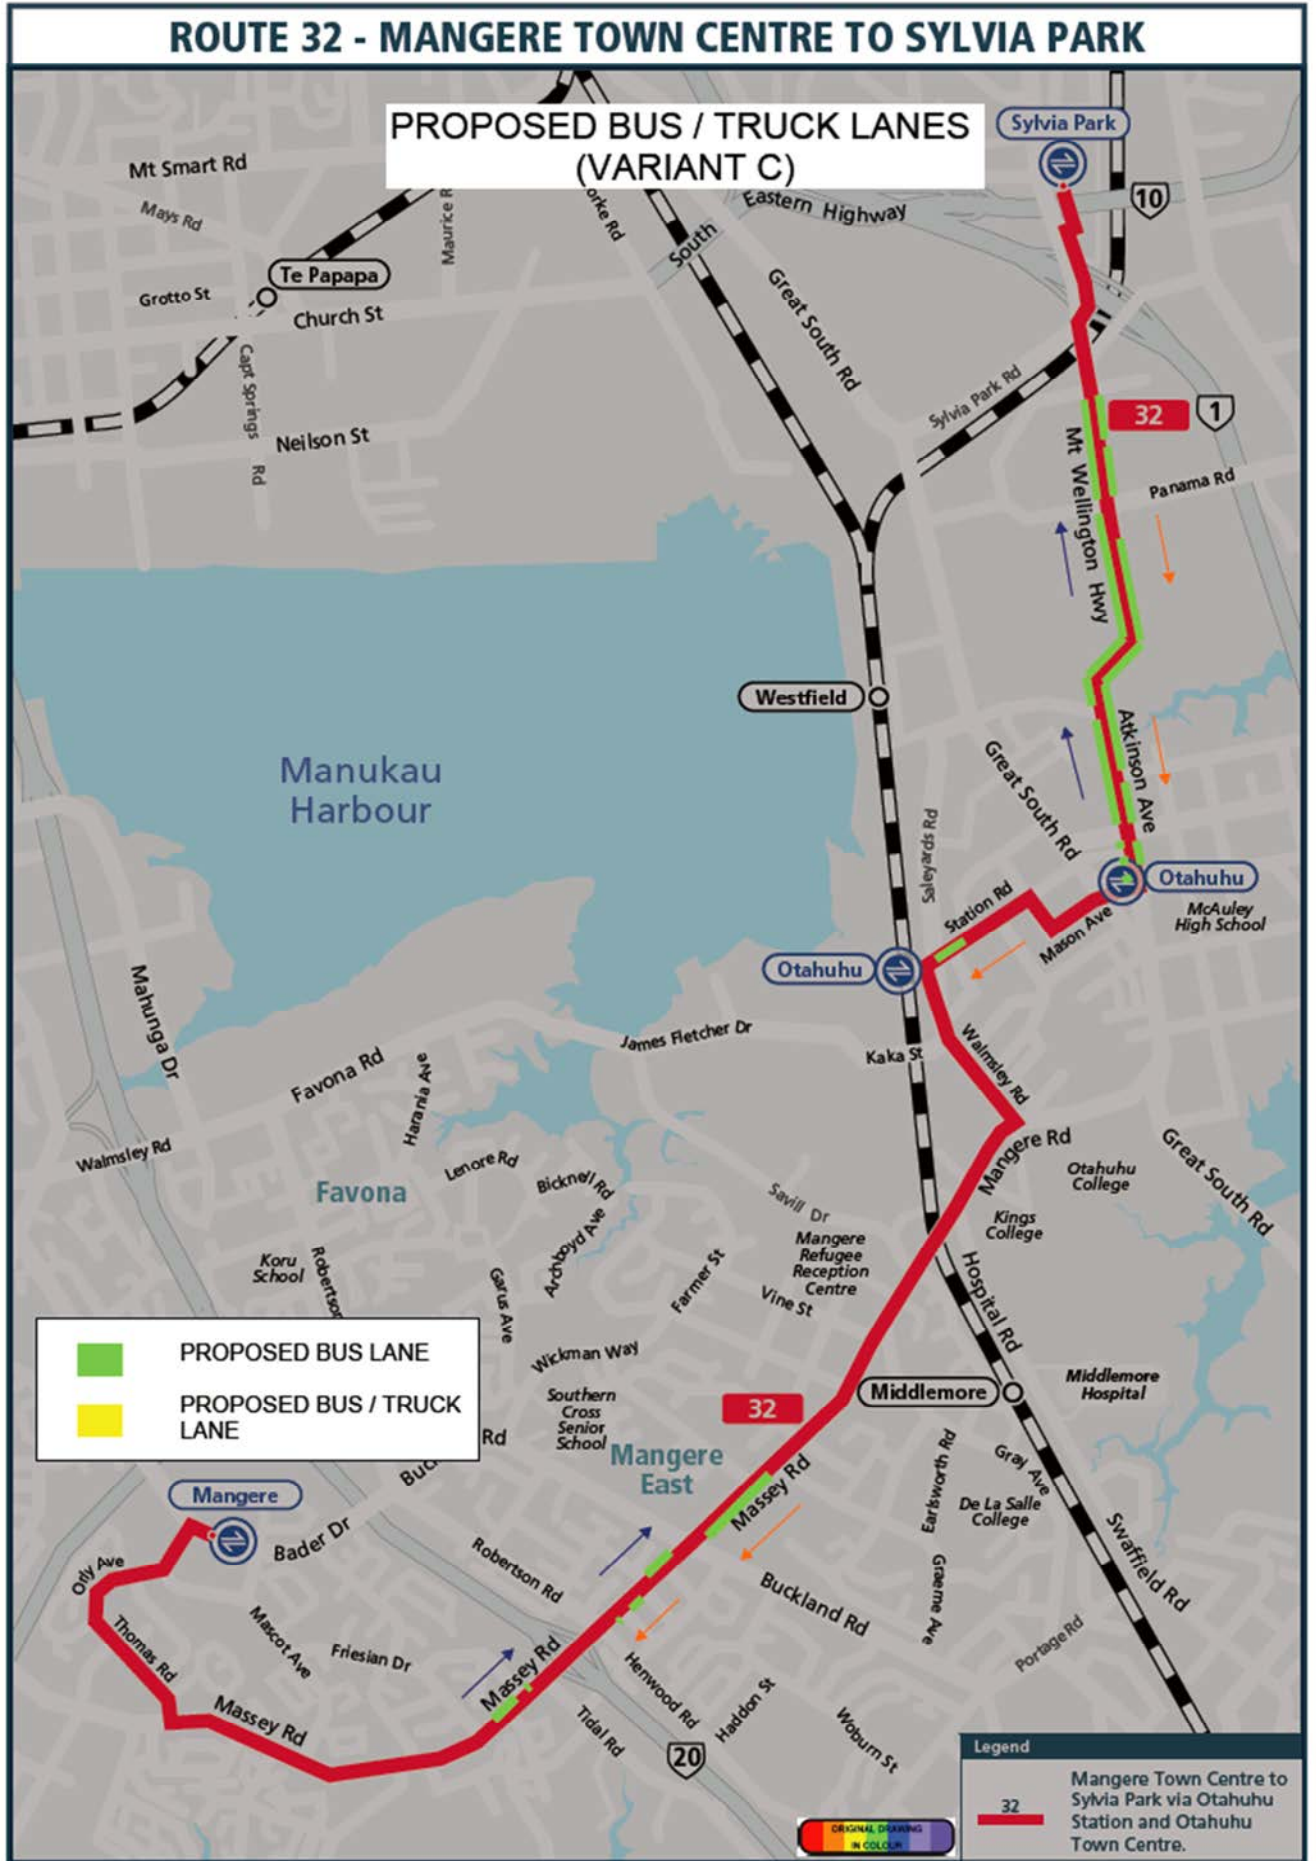 ROUTE 32 - MANGERE TOWN CENTRE TO SYLVIA PARK
PROPOSED BUS / TRUCK LANES
(VARIANT C)
Sylvia Park
10
Mt Smart Rd
Mays Rd
Maurice R
orke Rd
Eastern Highway
South
Te Papapa
Grotto St
Church St
Great South Rd
Capt Springs Rd
Neilson St
Sylvia Park Rd
32
1
Mt Wellington Hwy
Panama Rd
Westfield
Manukau
Harbour
Atkinson Ave
Great South Rd
Saleyards Rd
Otahuhu
McAuley
High School
Station Rd
Mason Ave
Otahuhu
Mahunga Dr
James Fletcher Dr
Kaka St
Walmsley Rd
Favona Rd
Harania Ave
Walmsley Rd
Lenore Rd
Bicknell Rd
Mangere Rd
Otahuhu
College
Great South Rd
Favona
Savill Dr
Kings
College
Archboyd Ave
Mangere
Refugee
Reception
Centre
Koru
School
Robertson
Garus Ave
Farmer St
Vine St
Hospital Rd
PROPOSED BUS LANE
PROPOSED BUS / TRUCK
LANE
Wickman Way
Middlemore
Middlemore
Hospital
Southern
Cross
Senior
School
32
Rd
Buc
Mangere
East
Massey Rd
Earlsworth Rd
Gray Ave
De La Salle
College
Mangere
Bader Dr
Swaffield Rd
Orly Ave
Robertson Rd
Buckland Rd
Graeme Ave
Thomas Rd
Mascot Ave
Friesian Dr
Massey Rd
Henwood Rd
Portage Rd
Massey Rd
Tidal Rd
Haddon St
Woburn St
20
Legend
32
Mangere Town Centre to
Sylvia Park via Otahuhu
Station and Otahuhu
Town Centre.
ORIGINAL DRAWING
IN COLOUR